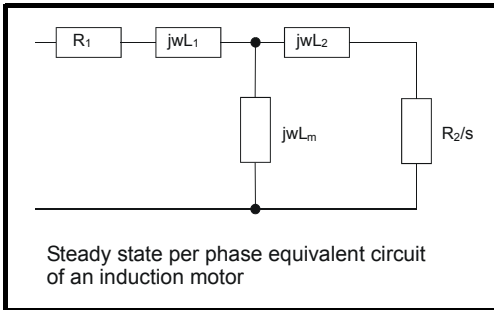 R₁
jwL₁
jwL₂
jwLₘ
R₂/s
Steady state per phase equivalent circuit
of an induction motor